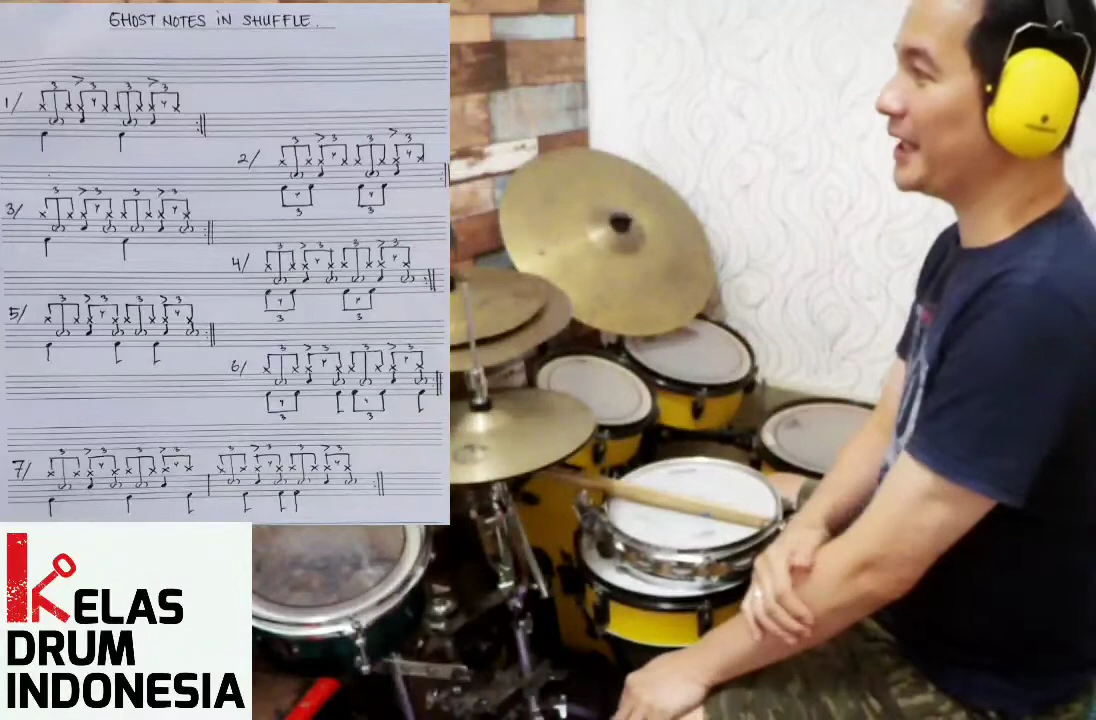 GHOST NOTES IN SHUFFLE.
1/
2/
3/
4/
5/
6/
7/
KELAS
DRUM
INDONESIA